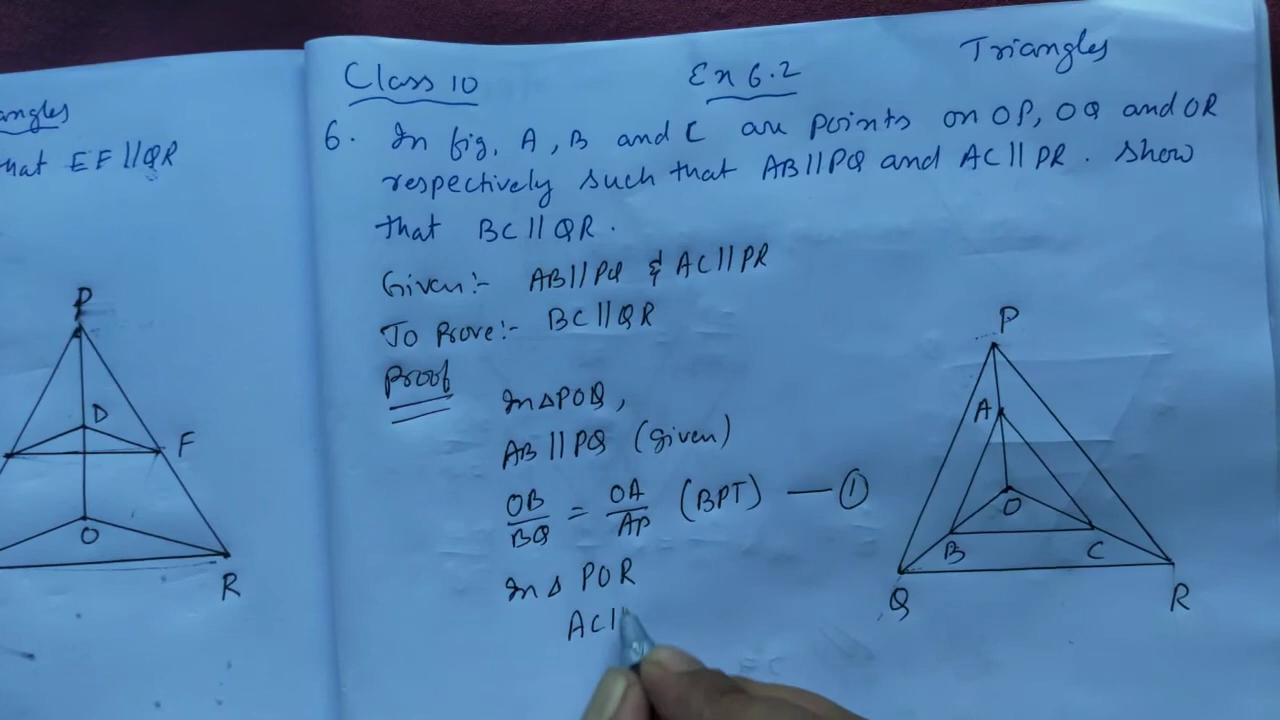 angles
hat EF||QR
P
D
F
O
R
Class 10 Ex 6.2 Triangles
6. In fig, A, B and C are points on OP, OQ and OR
respectively such that AB||PQ and AC||PR. Show
that BC||QR.
Given:- AB||PQ & AC||PR
To Prove:- BC||QR
Proof
In △POQ,
AB||PQ (given)
OB/BQ = OA/AP (BPT) — ①
In △ POR
AC||
P
A
O
B
C
Q
R